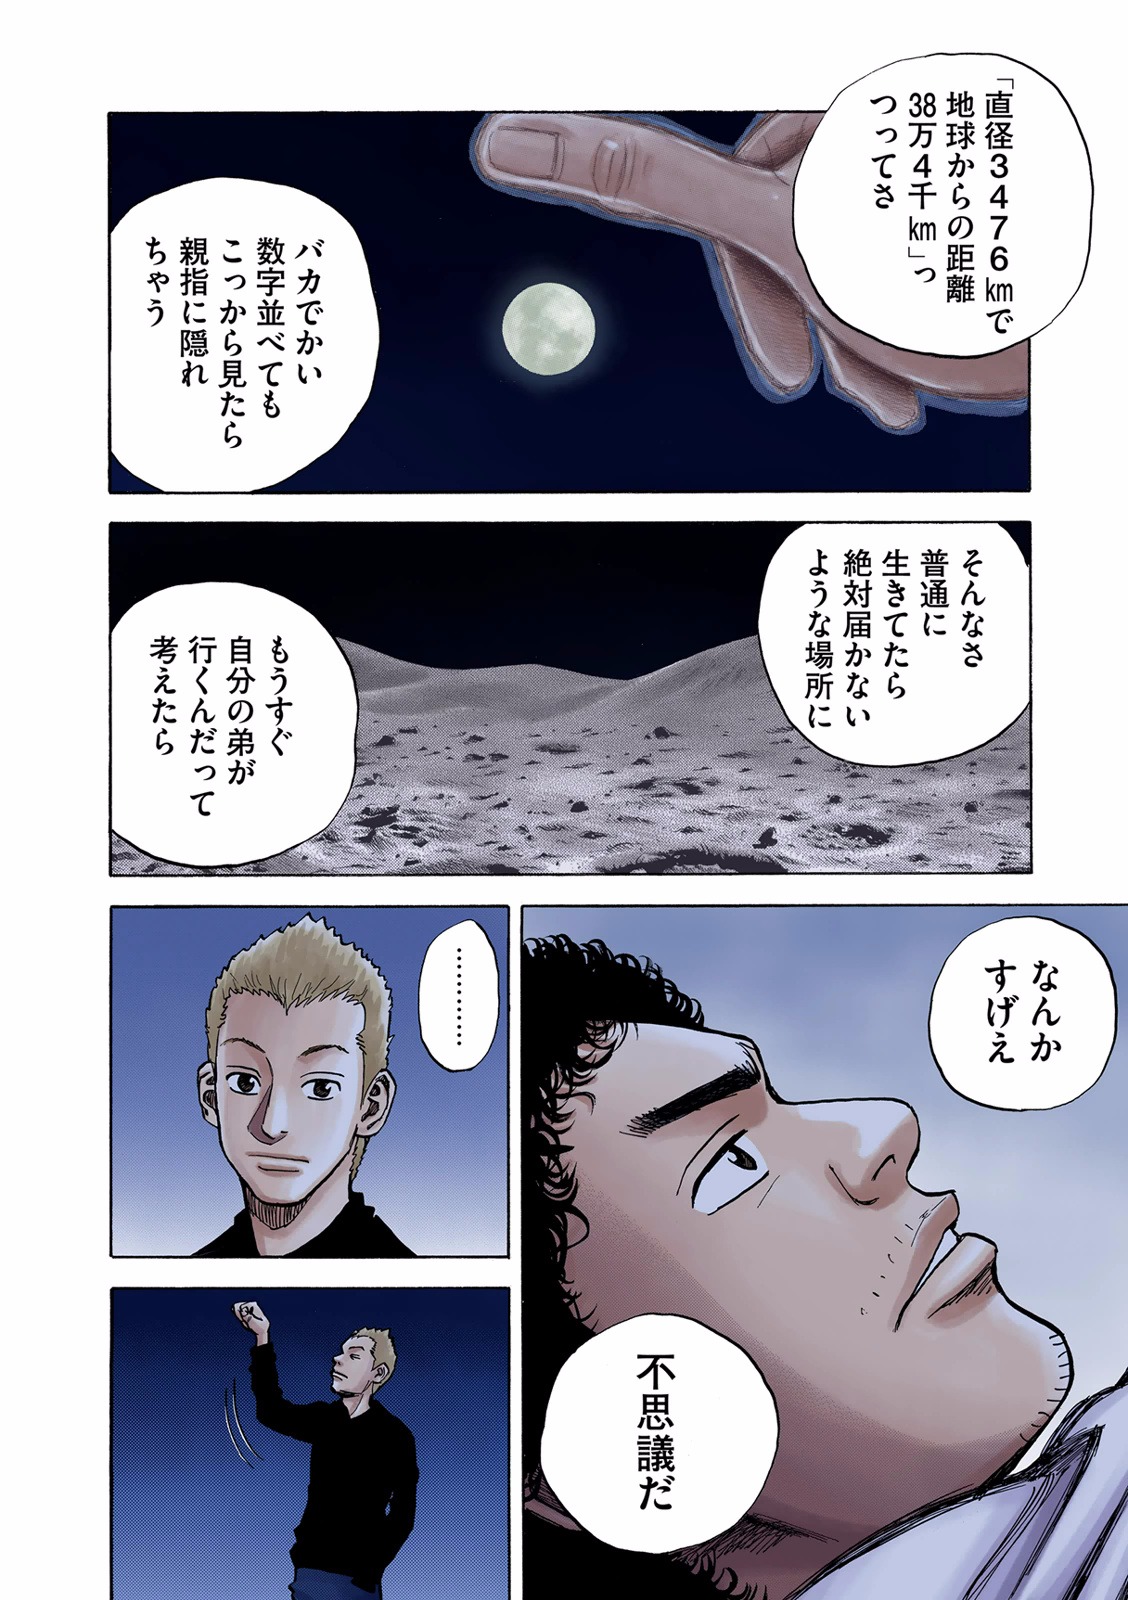 「直径３４７６㎞で
地球からの距離
38万４千㎞」っ
つってさ
バカでかい
数字並べても
こっから見たら
親指に隠れ
ちゃう
そんなさ
普通に
生きてたら
絶対届かない
ような場所に
もうすぐ
自分の弟が
行くんだって
考えたら
なんか
すげえ
不思議だ
………